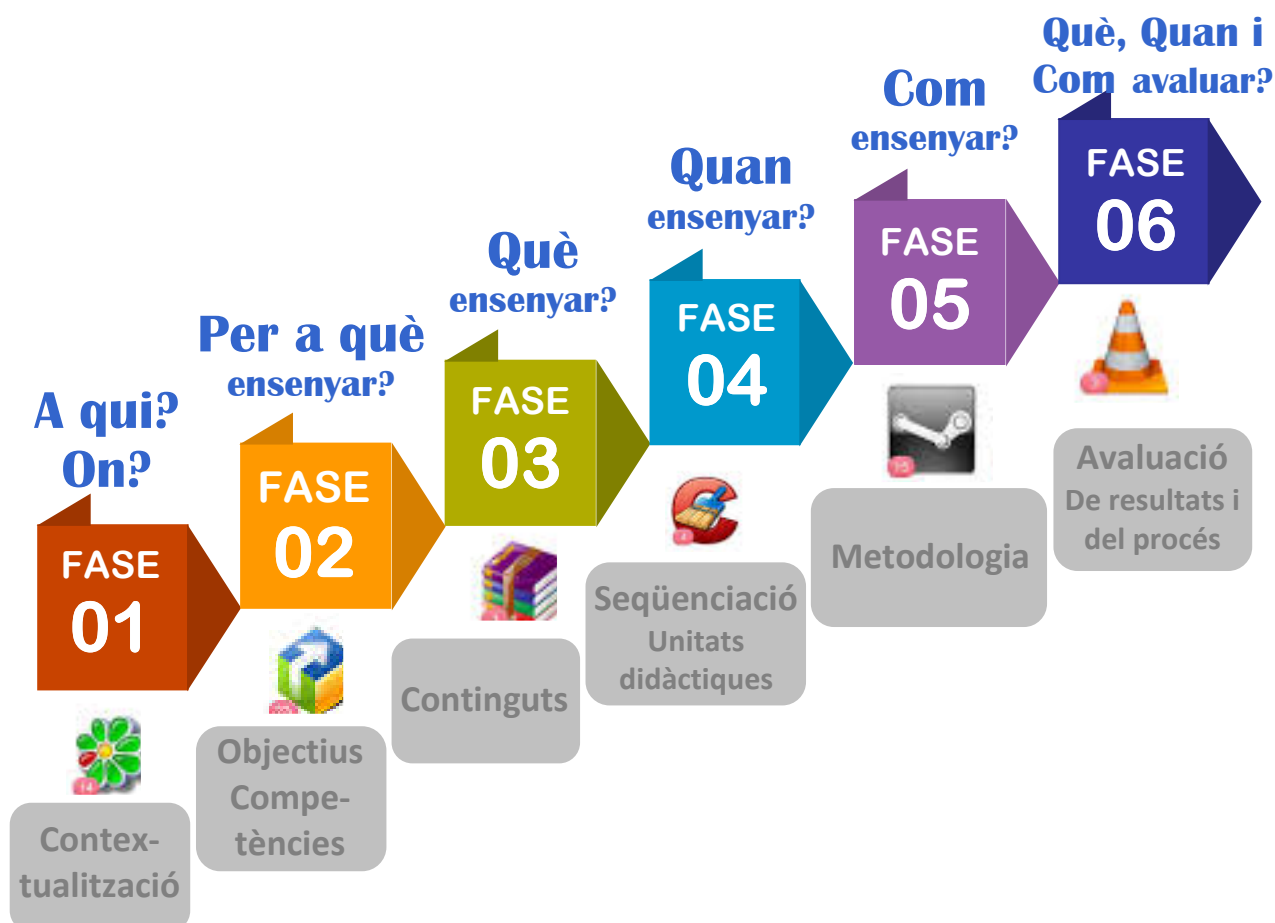 A qui?
On?
FASE
01
Contex-
tualització
Per a què
ensenyar?
FASE
02
Objectius
Compe-
tències
Què
ensenyar?
FASE
03
Continguts
Quan
ensenyar?
FASE
04
Seqüenciació
Unitats
didàctiques
Com
ensenyar?
FASE
05
Metodologia
Què, Quan i
Com avaluar?
FASE
06
Avaluació
De resultats i
del procés